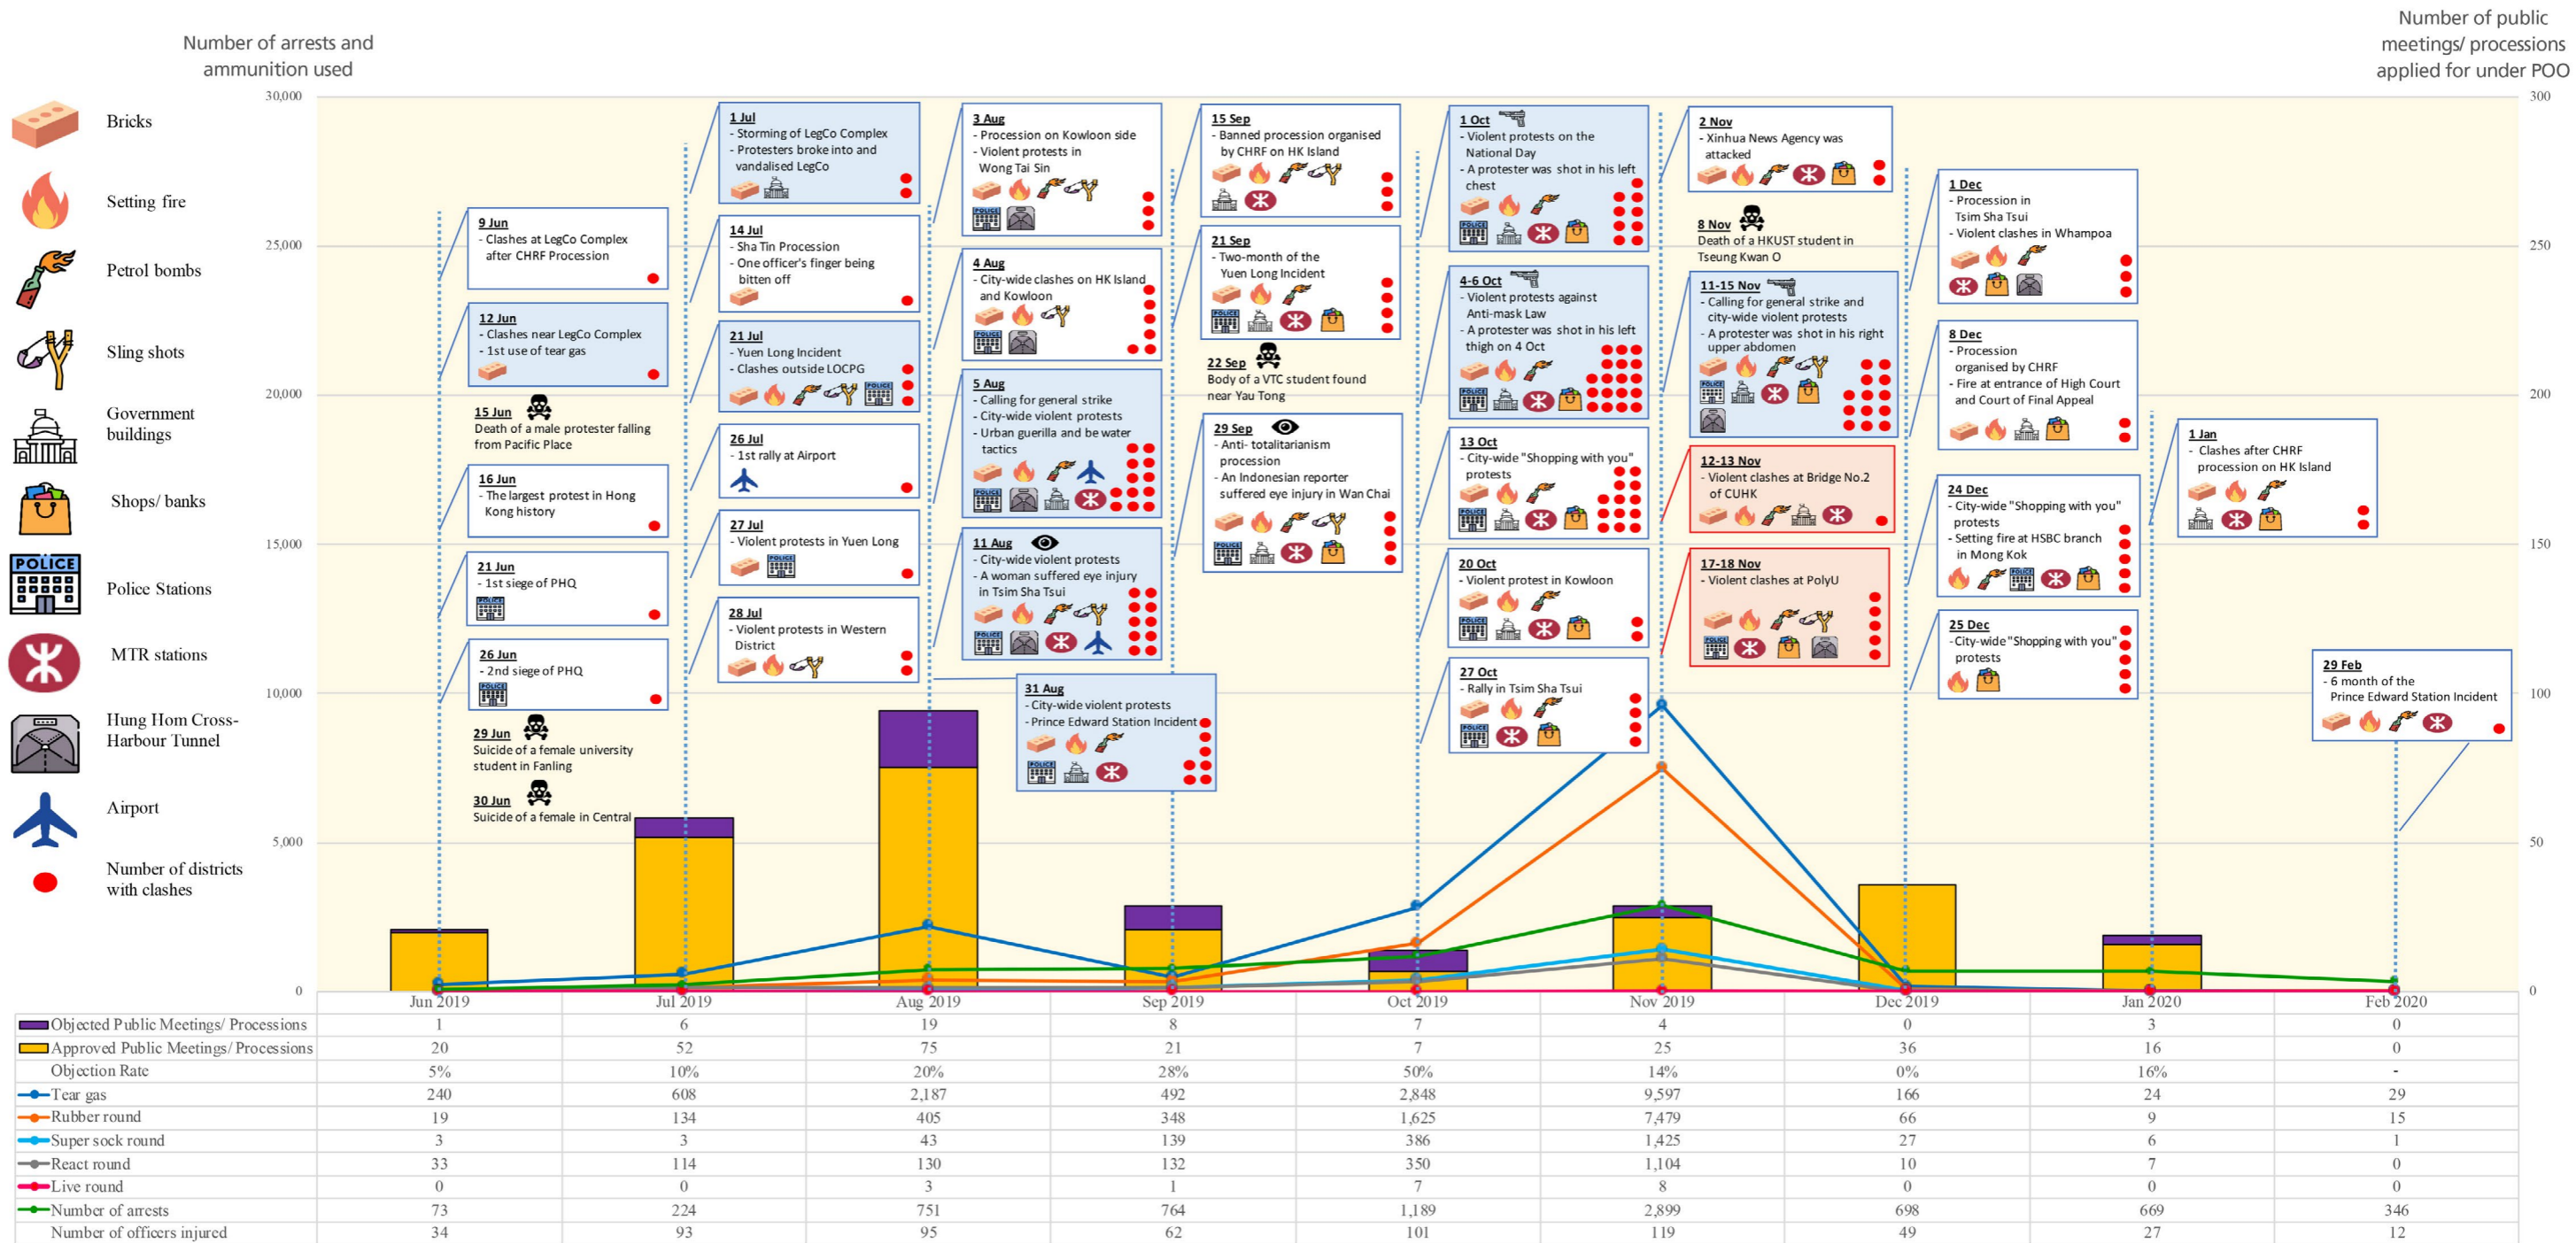 Number of arrests and
ammunition used
Number of public
meetings/ processions
applied for under POO
30,000
25,000
20,000
15,000
10,000
5,000
0
300
250
200
150
100
50
0
Bricks
Setting fire
Petrol bombs
Sling shots
Government
buildings
Shops/ banks
POLICE
Police Stations
MTR stations
Hung Hom Cross-
Harbour Tunnel
Airport
Number of districts
with clashes
9 Jun
- Clashes at LegCo Complex
after CHRF Procession
12 Jun
- Clashes near LegCo Complex
- 1st use of tear gas
15 Jun
Death of a male protester falling
from Pacific Place
16 Jun
- The largest protest in Hong
Kong history
21 Jun
- 1st siege of PHQ
POLICE
26 Jun
- 2nd siege of PHQ
POLICE
29 Jun
Suicide of a female university
student in Fanling
30 Jun
Suicide of a female in Central
1 Jul
- Storming of LegCo Complex
- Protesters broke into and
vandalised LegCo
14 Jul
- Sha Tin Procession
- One officer's finger being
bitten off
21 Jul
- Yuen Long Incident
- Clashes outside LOCPG
POLICE
26 Jul
- 1st rally at Airport
27 Jul
- Violent protests in Yuen Long
POLICE
28 Jul
- Violent protests in Western
District
3 Aug
- Procession on Kowloon side
- Violent protests in
Wong Tai Sin
POLICE
4 Aug
- City-wide clashes on HK Island
and Kowloon
POLICE
5 Aug
- Calling for general strike
- City-wide violent protests
- Urban guerilla and be water
tactics
POLICE
11 Aug
- City-wide violent protests
- A woman suffered eye injury
in Tsim Sha Tsui
POLICE
31 Aug
- City-wide violent protests
- Prince Edward Station Incident
POLICE
15 Sep
- Banned procession organised
by CHRF on HK Island
21 Sep
- Two-month of the
Yuen Long Incident
POLICE
22 Sep
Body of a VTC student found
near Yau Tong
29 Sep
- Anti- totalitarianism
procession
- An Indonesian reporter
suffered eye injury in Wan Chai
POLICE
1 Oct
- Violent protests on the
National Day
- A protester was shot in his left
chest
POLICE
4-6 Oct
- Violent protests against
Anti-mask Law
- A protester was shot in his left
thigh on 4 Oct
POLICE
13 Oct
- City-wide "Shopping with you"
protests
POLICE
20 Oct
- Violent protest in Kowloon
POLICE
27 Oct
- Rally in Tsim Sha Tsui
POLICE
2 Nov
- Xinhua News Agency was
attacked
8 Nov
Death of a HKUST student in
Tseung Kwan O
11-15 Nov
- Calling for general strike and
city-wide violent protests
- A protester was shot in his right
upper abdomen
POLICE
12-13 Nov
- Violent clashes at Bridge No.2
of CUHK
17-18 Nov
- Violent clashes at PolyU
POLICE
1 Dec
- Procession in
Tsim Sha Tsui
- Violent clashes in Whampoa
8 Dec
- Procession
organised by CHRF
- Fire at entrance of High Court
and Court of Final Appeal
24 Dec
- City-wide "Shopping with you"
protests
- Setting fire at HSBC branch
in Mong Kok
POLICE
25 Dec
-City-wide "Shopping with you"
protests
1 Jan
- Clashes after CHRF
procession on HK Island
29 Feb
- 6 month of the
Prince Edward Station Incident
Jun 2019 Jul 2019 Aug 2019 Sep 2019 Oct 2019 Nov 2019 Dec 2019 Jan 2020 Feb 2020
Objected Public Meetings/ Processions 1 6 19 8 7 4 0 3 0
Approved Public Meetings/ Processions 20 52 75 21 7 25 36 16 0
Objection Rate 5% 10% 20% 28% 50% 14% 0% 16% -
Tear gas 240 608 2,187 492 2,848 9,597 166 24 29
Rubber round 19 134 405 348 1,625 7,479 66 9 15
Super sock round 3 3 43 139 386 1,425 27 6 1
React round 33 114 130 132 350 1,104 10 7 0
Live round 0 0 3 1 7 8 0 0 0
Number of arrests 73 224 751 764 1,189 2,899 698 669 346
Number of officers injured 34 93 95 62 101 119 49 27 12